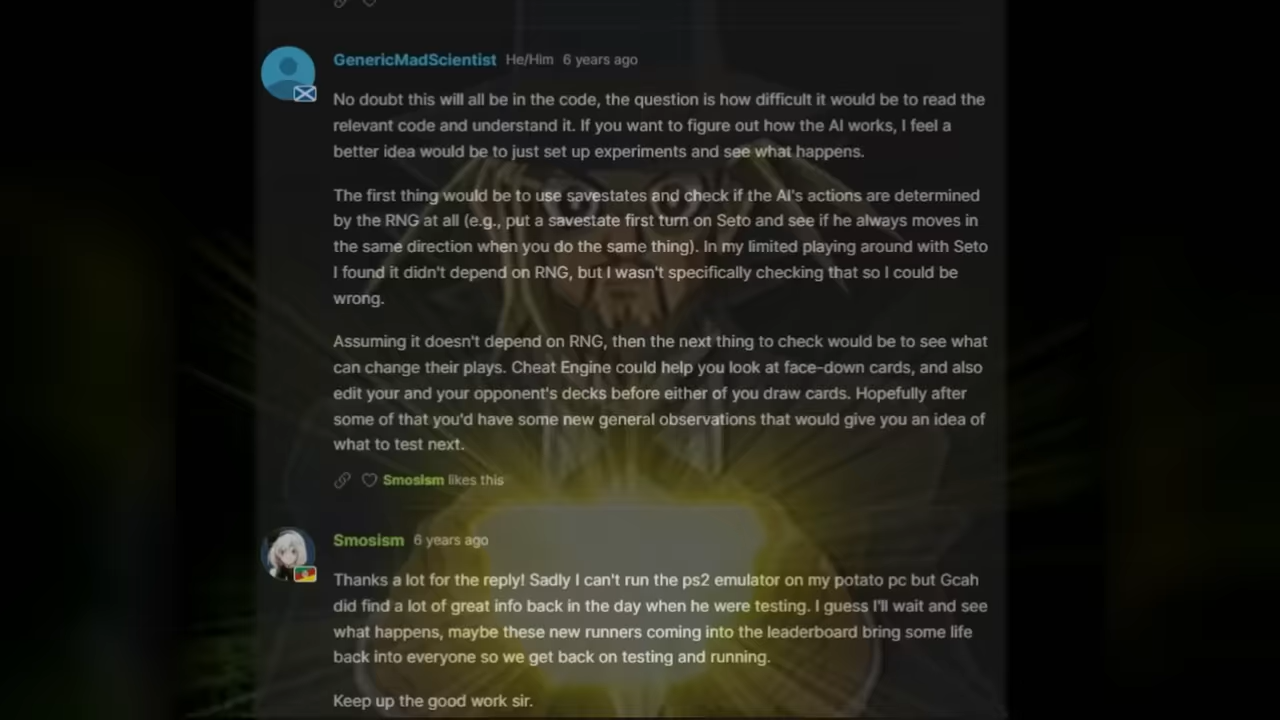 GenericMadScientist He/Him 6 years ago
No doubt this will all be in the code, the question is how difficult it would be to read the
relevant code and understand it. If you want to figure out how the AI works, I feel a
better idea would be to just set up experiments and see what happens.
The first thing would be to use savestates and check if the AI's actions are determined
by the RNG at all (e.g., put a savestate first turn on Seto and see if he always moves in
the same direction when you do the same thing). In my limited playing around with Seto
I found it didn't depend on RNG, but I wasn't specifically checking that so I could be
wrong.
Assuming it doesn't depend on RNG, then the next thing to check would be to see what
can change their plays. Cheat Engine could help you look at face-down cards, and also
edit your and your opponent's decks before either of you draw cards. Hopefully after
some of that you'd have some new general observations that would give you an idea of
what to test next.
Smosism likes this
Smosism 6 years ago
Thanks a lot for the reply! Sadly I can't run the ps2 emulator on my potato pc but Gcah
did find a lot of great info back in the day when he were testing. I guess I'll wait and see
what happens, maybe these new runners coming into the leaderboard bring some life
back into everyone so we get back on testing and running.
Keep up the good work sir.